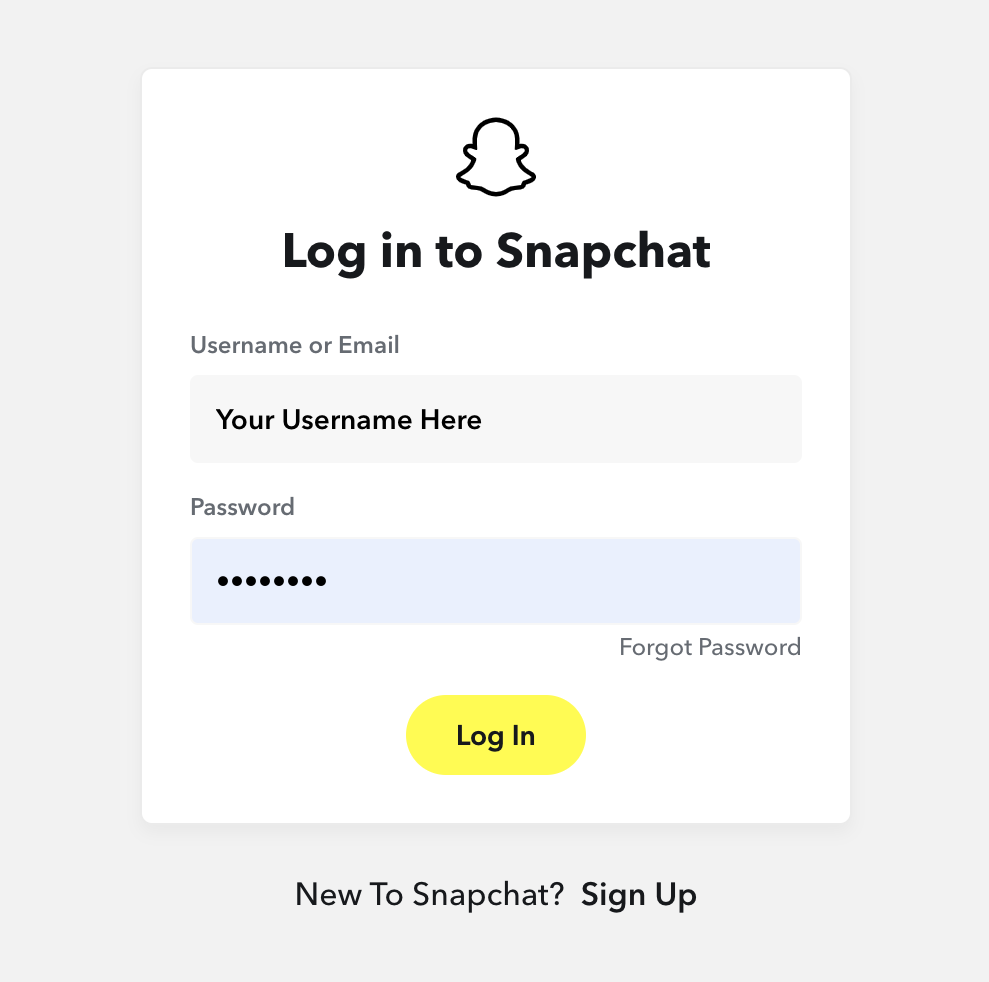 Log in to Snapchat
Username or Email
Your Username Here
Password
••••••••
Forgot Password
Log In
New To Snapchat? Sign Up